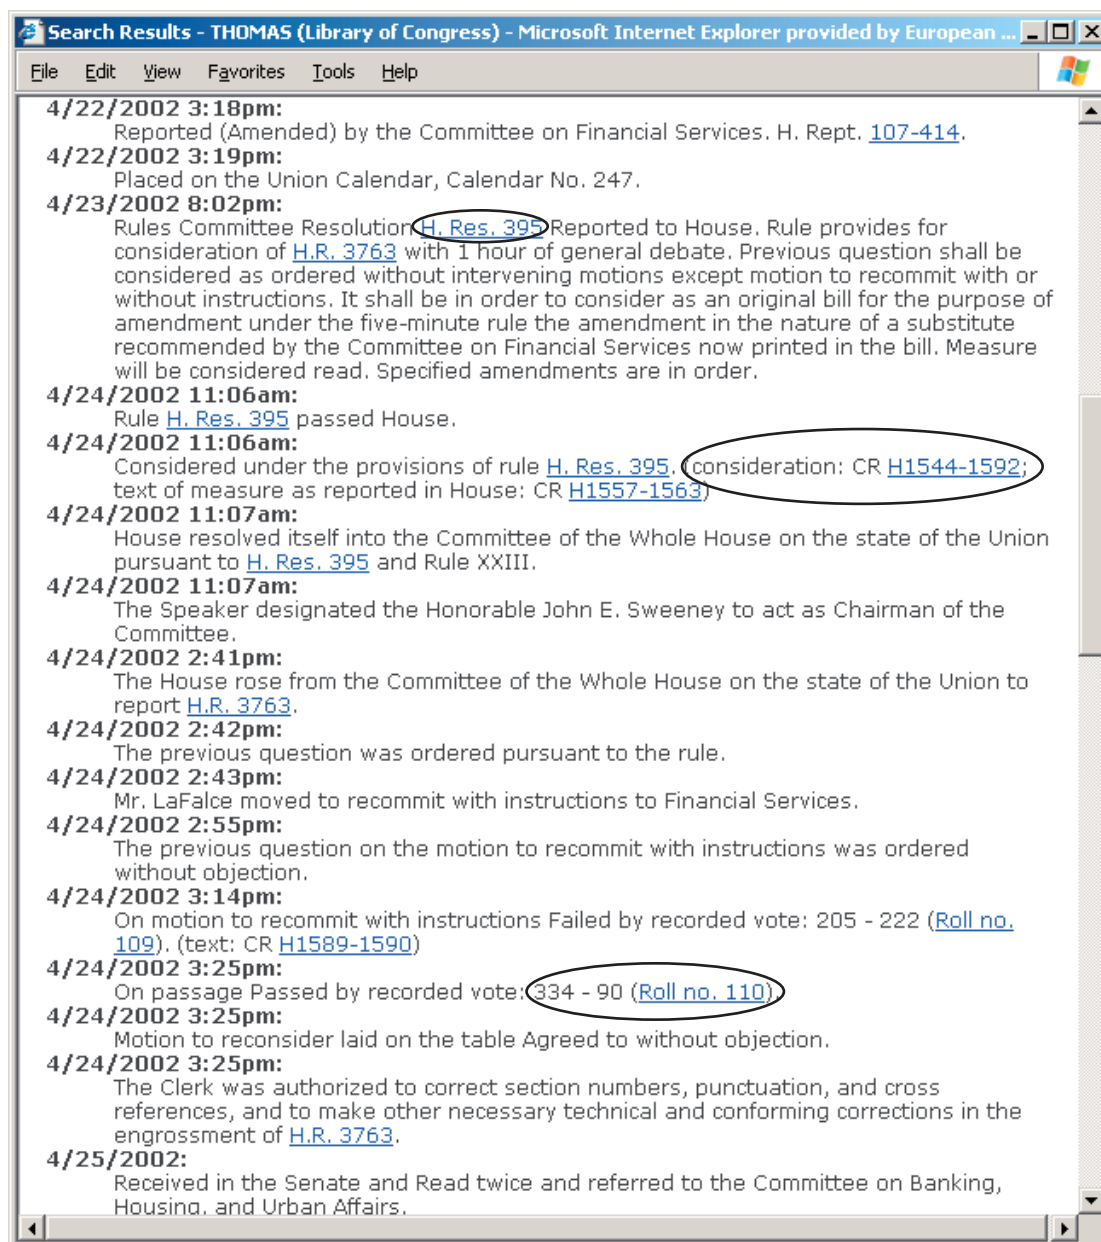 Search Results - THOMAS (Library of Congress) - Microsoft Internet Explorer provided by European ...
File Edit View Favorites Tools Help
4/22/2002 3:18pm:
Reported (Amended) by the Committee on Financial Services. H. Rept. 107-414.
4/22/2002 3:19pm:
Placed on the Union Calendar, Calendar No. 247.
4/23/2002 8:02pm:
Rules Committee Resolution H. Res. 395 Reported to House. Rule provides for
consideration of H.R. 3763 with 1 hour of general debate. Previous question shall be
considered as ordered without intervening motions except motion to recommit with or
without instructions. It shall be in order to consider as an original bill for the purpose of
amendment under the five-minute rule the amendment in the nature of a substitute
recommended by the Committee on Financial Services now printed in the bill. Measure
will be considered read. Specified amendments are in order.
4/24/2002 11:06am:
Rule H. Res. 395 passed House.
4/24/2002 11:06am:
Considered under the provisions of rule H. Res. 395. (consideration: CR H1544-1592;
text of measure as reported in House: CR H1557-1563)
4/24/2002 11:07am:
House resolved itself into the Committee of the Whole House on the state of the Union
pursuant to H. Res. 395 and Rule XXIII.
4/24/2002 11:07am:
The Speaker designated the Honorable John E. Sweeney to act as Chairman of the
Committee.
4/24/2002 2:41pm:
The House rose from the Committee of the Whole House on the state of the Union to
report H.R. 3763.
4/24/2002 2:42pm:
The previous question was ordered pursuant to the rule.
4/24/2002 2:43pm:
Mr. LaFalce moved to recommit with instructions to Financial Services.
4/24/2002 2:55pm:
The previous question on the motion to recommit with instructions was ordered
without objection.
4/24/2002 3:14pm:
On motion to recommit with instructions Failed by recorded vote: 205 - 222 (Roll no.
109). (text: CR H1589-1590)
4/24/2002 3:25pm:
On passage Passed by recorded vote: 334 - 90 (Roll no. 110).
4/24/2002 3:25pm:
Motion to reconsider laid on the table Agreed to without objection.
4/24/2002 3:25pm:
The Clerk was authorized to correct section numbers, punctuation, and cross
references, and to make other necessary technical and conforming corrections in the
engrossment of H.R. 3763.
4/25/2002:
Received in the Senate and Read twice and referred to the Committee on Banking,
Housing, and Urban Affairs.